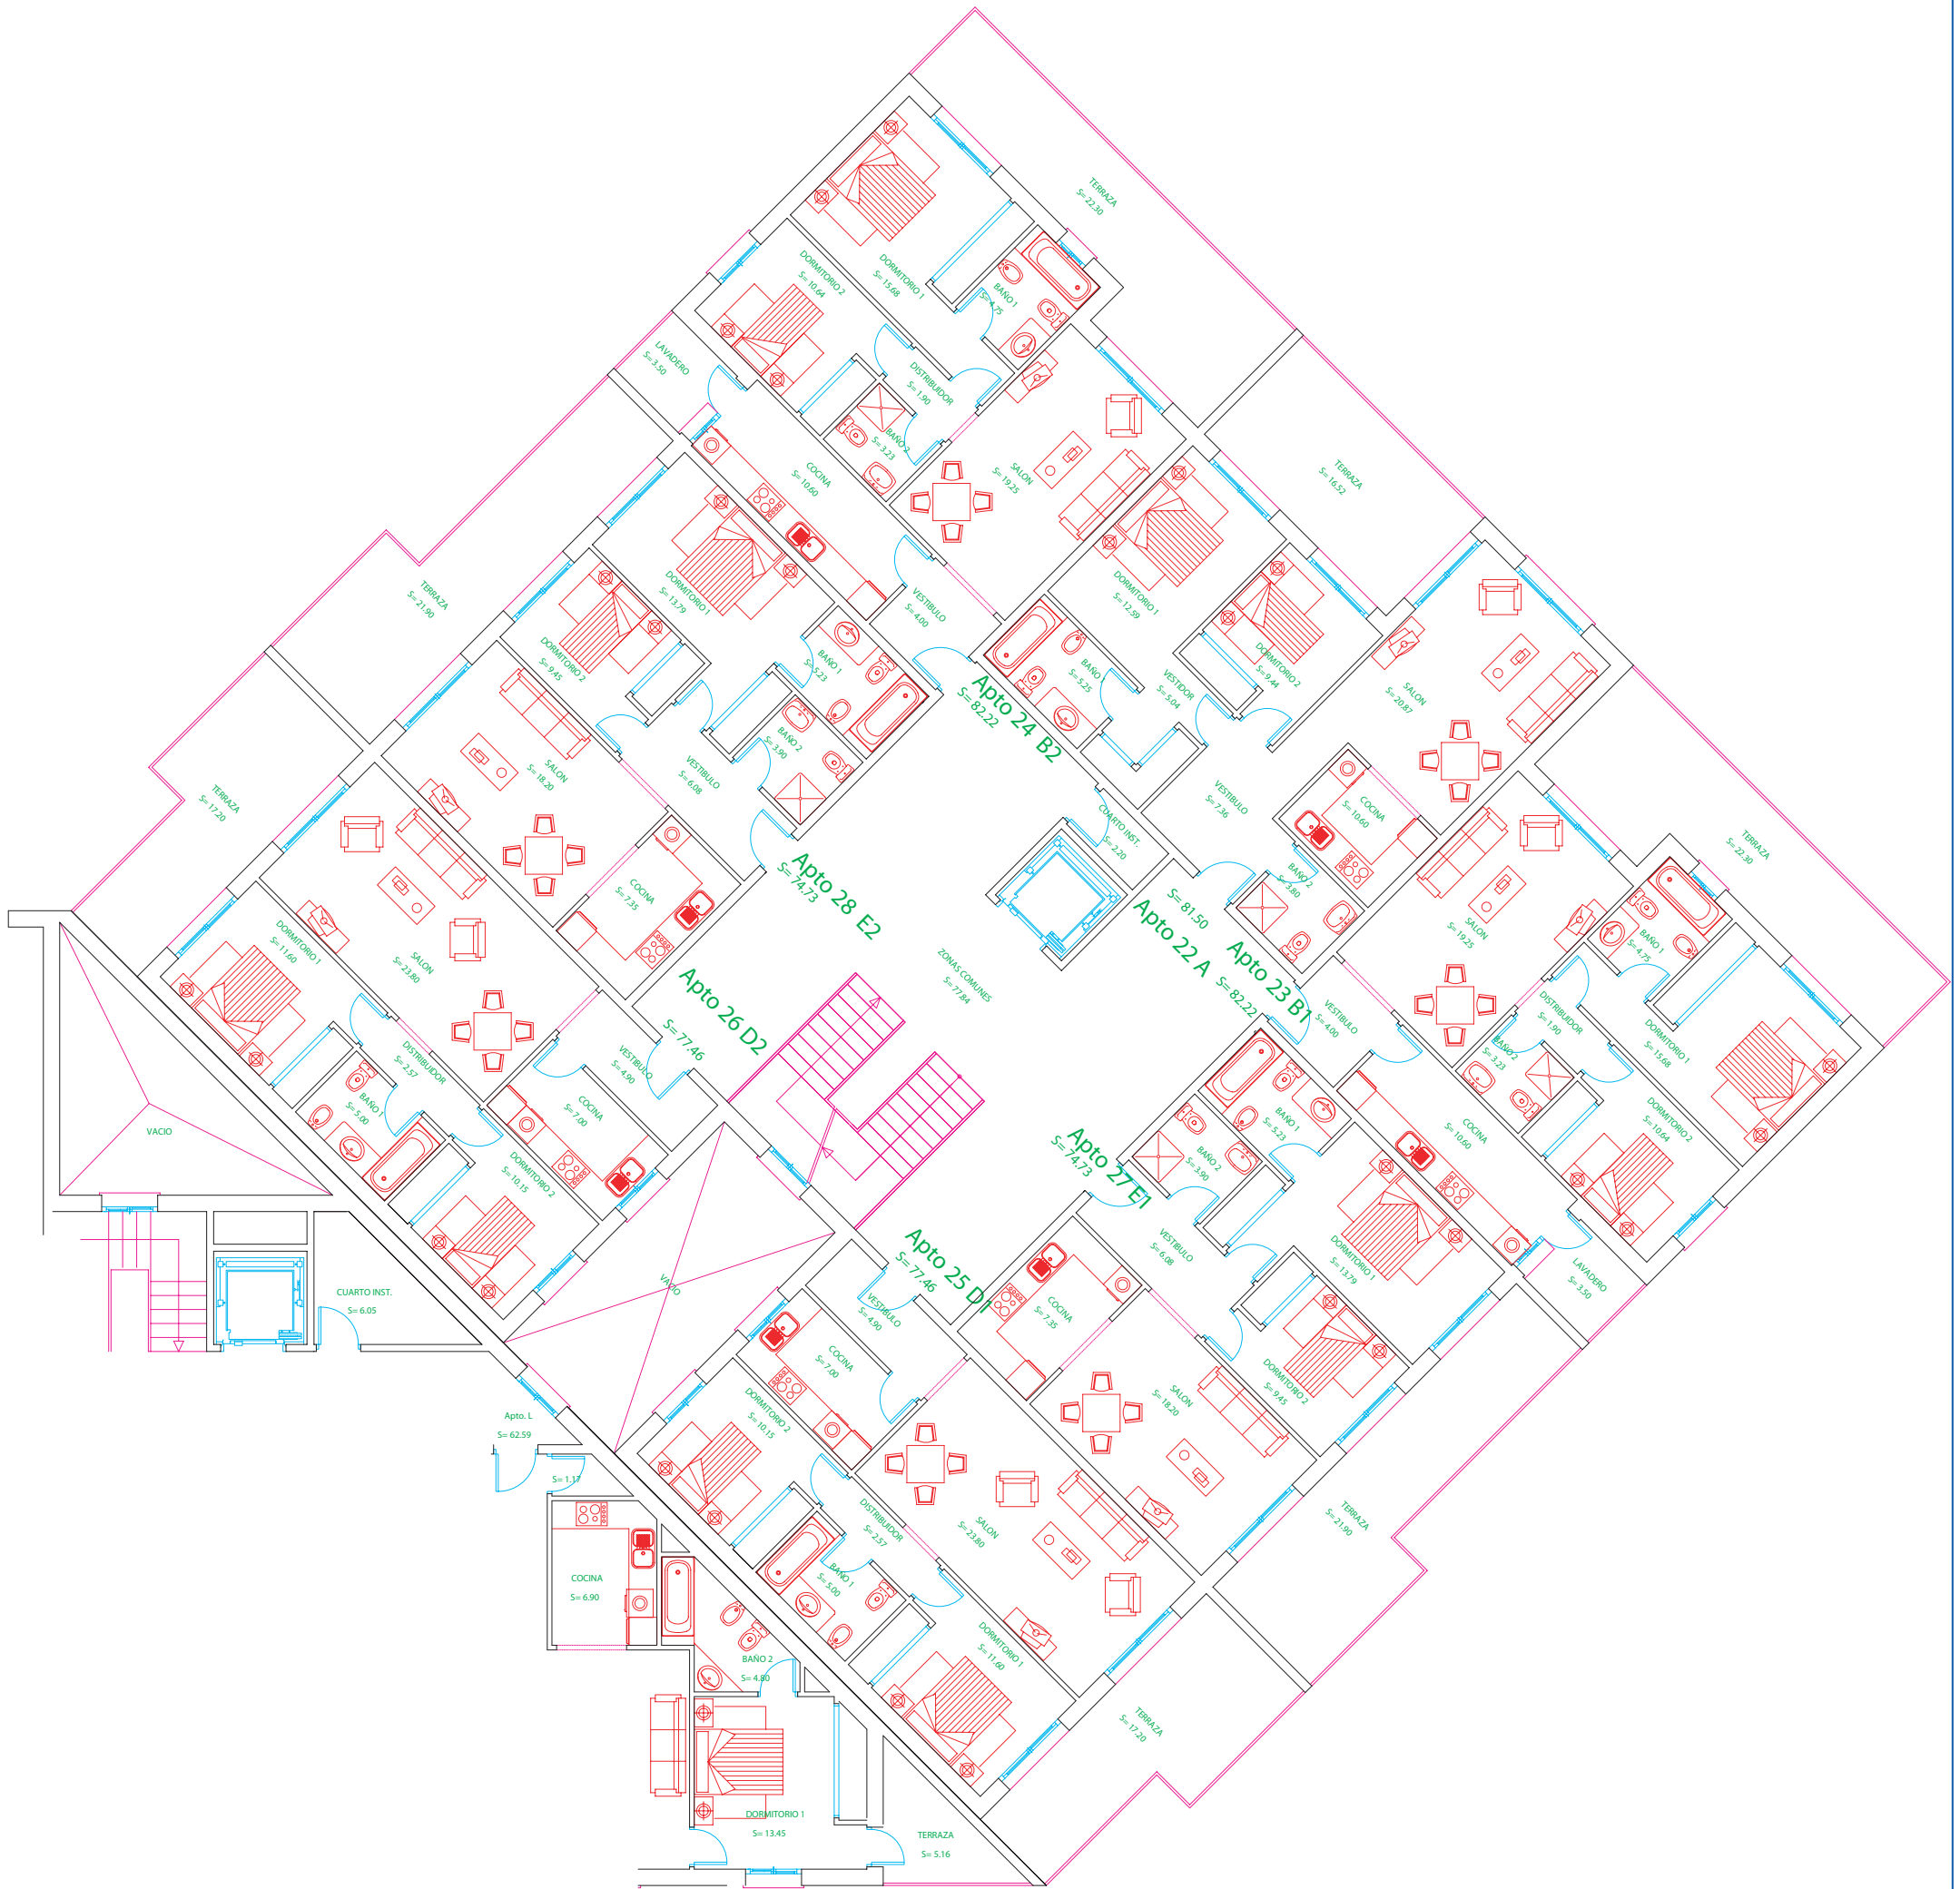 TERRAZA
S= 22.30
DORMITORIO 2
S= 10.64
DORMITORIO 1
S= 15.68
BAÑO 1
S= 4.75
LAVADERO
S= 3.50
DISTRIBUIDOR
S= 1.90
BAÑO 2
S= 3.23
COCINA
S= 10.60
SALON
S= 19.25
TERRAZA
S= 16.52
VESTIBULO
S= 4.00
Apto 24 B2
S= 82.22
TERRAZA
S= 21.90
DORMITORIO 1
S= 13.79
DORMITORIO 2
S= 9.45
BAÑO 1
S= 5.23
BAÑO 2
S= 3.90
VESTIBULO
S= 6.08
SALON
S= 18.20
COCINA
S= 7.35
Apto 28 E2
S= 74.73
DORMITORIO 1
S= 12.59
DORMITORIO 2
S= 9.44
BAÑO 1
S= 5.25
VESTIDOR
S= 5.04
SALON
S= 20.87
VESTIBULO
S= 7.36
COCINA
S= 10.60
BAÑO 2
S= 3.80
CUARTO INST.
S= 2.20
S= 81.50
Apto 22 A
TERRAZA
S= 17.20
DORMITORIO 1
S= 11.60
SALON
S= 23.80
DISTRIBUIDOR
S= 2.57
BAÑO 1
S= 5.00
VESTIBULO
S= 4.90
COCINA
S= 7.00
DORMITORIO 2
S= 10.15
Apto 26 D2
S= 77.46
ZONAS COMUNES
S= 77.84
Apto 23 B1
S= 82.22
TERRAZA
S= 22.30
SALON
S= 19.25
BAÑO 1
S= 4.75
DISTRIBUIDOR
S= 1.90
DORMITORIO 1
S= 15.68
VESTIBULO
S= 4.00
BAÑO 2
S= 3.23
COCINA
S= 10.60
DORMITORIO 2
S= 10.64
LAVADERO
S= 3.50
Apto 27 E1
S= 74.73
BAÑO 1
S= 5.23
BAÑO 2
S= 3.90
VESTIBULO
S= 6.08
DORMITORIO 1
S= 13.79
COCINA
S= 7.35
DORMITORIO 2
S= 9.45
SALON
S= 18.20
TERRAZA
S= 21.90
Apto 25 D1
S= 77.46
VESTIBULO
S= 4.90
COCINA
S= 7.00
DORMITORIO 2
S= 10.15
DISTRIBUIDOR
S= 2.57
SALON
S= 23.80
BAÑO 1
S= 5.00
DORMITORIO 1
S= 11.60
TERRAZA
S= 17.20
VACIO
VACIO
CUARTO INST.
S= 6.05
Apto. L
S= 62.59
S= 1.17
COCINA
S= 6.90
BAÑO 2
S= 4.80
DORMITORIO 1
S= 13.45
TERRAZA
S= 5.16